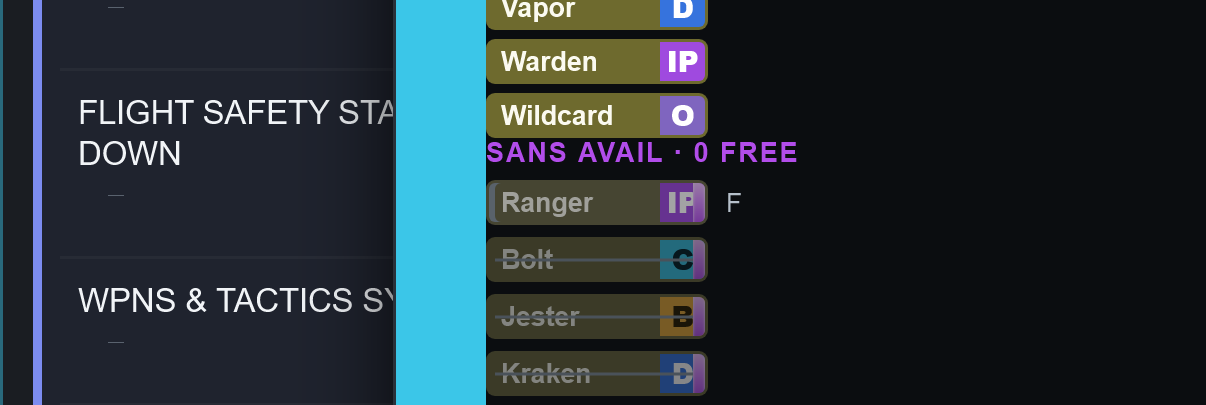 —
FLIGHT SAFETY STA
DOWN
—
WPNS & TACTICS SY
—
Vapor D
Warden IP
Wildcard O
SANS AVAIL · 0 FREE
Ranger IP F
Bolt C
Jester B
Kraken D